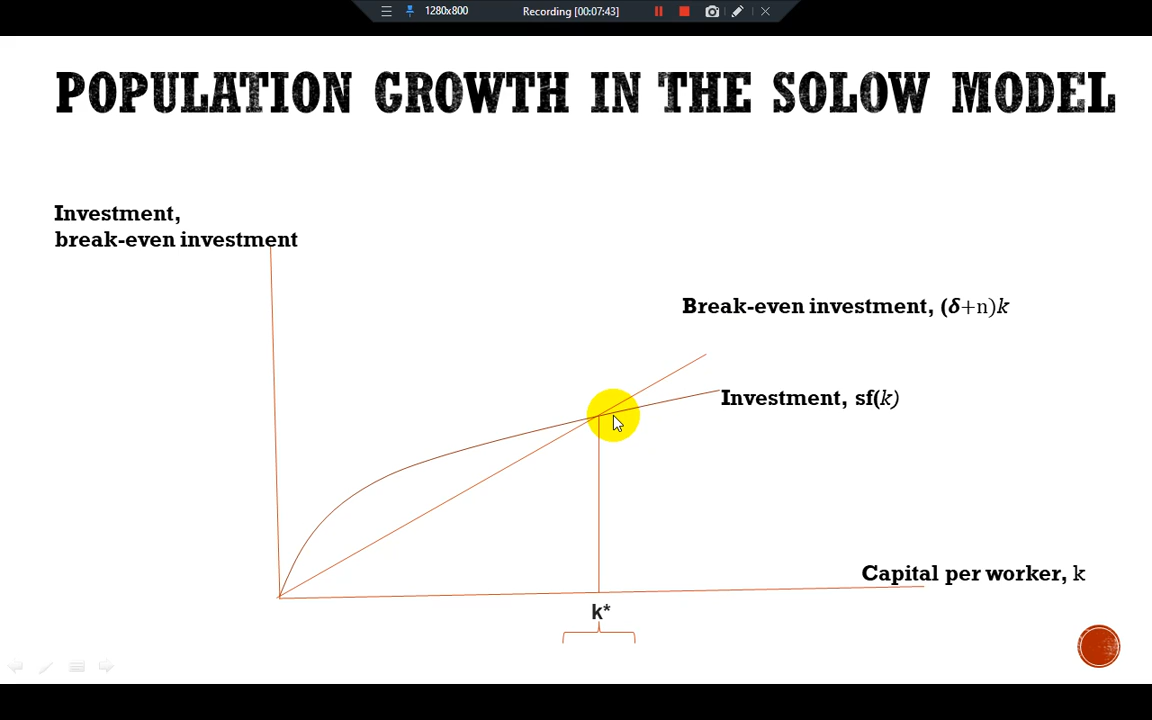 1280x800
Recording [00:07:43]
POPULATION GROWTH IN THE SOLOW MODEL
Investment,
break-even investment
Break-even investment, (δ+n)k
Investment, sf(k)
Capital per worker, k
k*